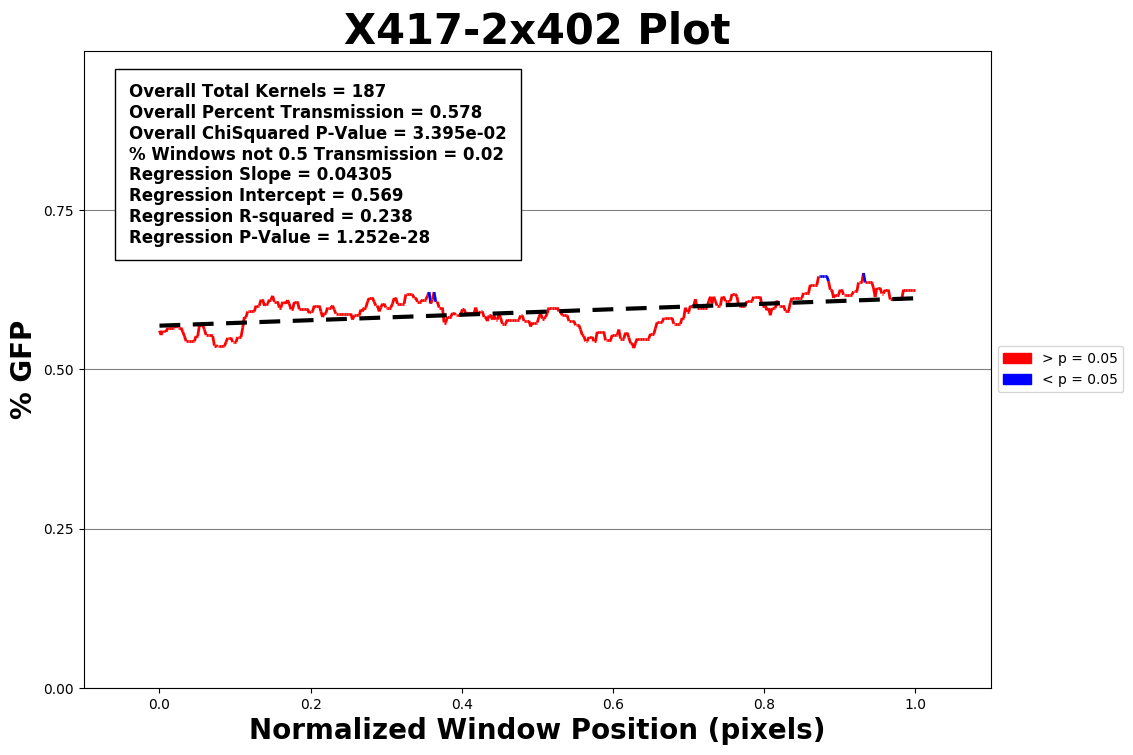 X417-2x402 Plot
Overall Total Kernels = 187
Overall Percent Transmission = 0.578
Overall ChiSquared P-Value = 3.395e-02
% Windows not 0.5 Transmission = 0.02
Regression Slope = 0.04305
Regression Intercept = 0.569
Regression R-squared = 0.238
Regression P-Value = 1.252e-28
% GFP
0.75
0.50
0.25
0.00
> p = 0.05
< p = 0.05
0.0 0.2 0.4 0.6 0.8 1.0
Normalized Window Position (pixels)